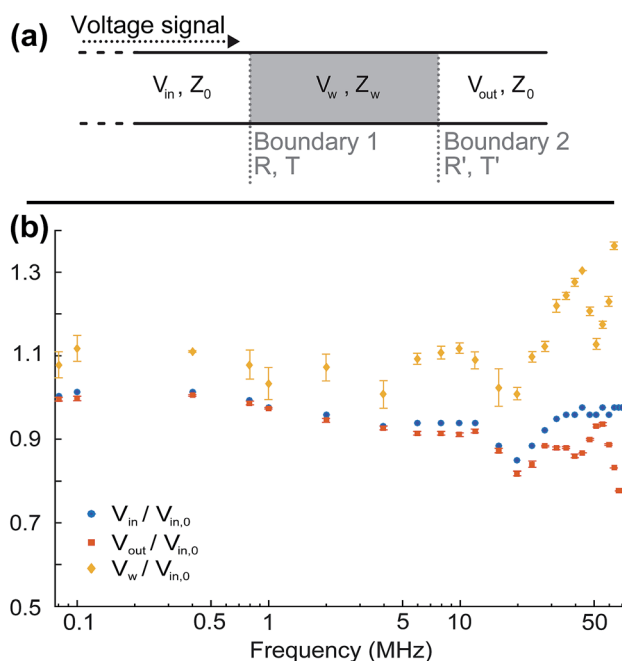 (a)
Voltage signal
V_in , Z_0
V_w , Z_w
V_out , Z_0
Boundary 1
R, T
Boundary 2
R', T'
(b)
1.3
1.1
0.9
0.7
0.5
V_in / V_in,0
V_out / V_in,0
V_w / V_in,0
0.1 0.5 1 5 10 50
Frequency (MHz)